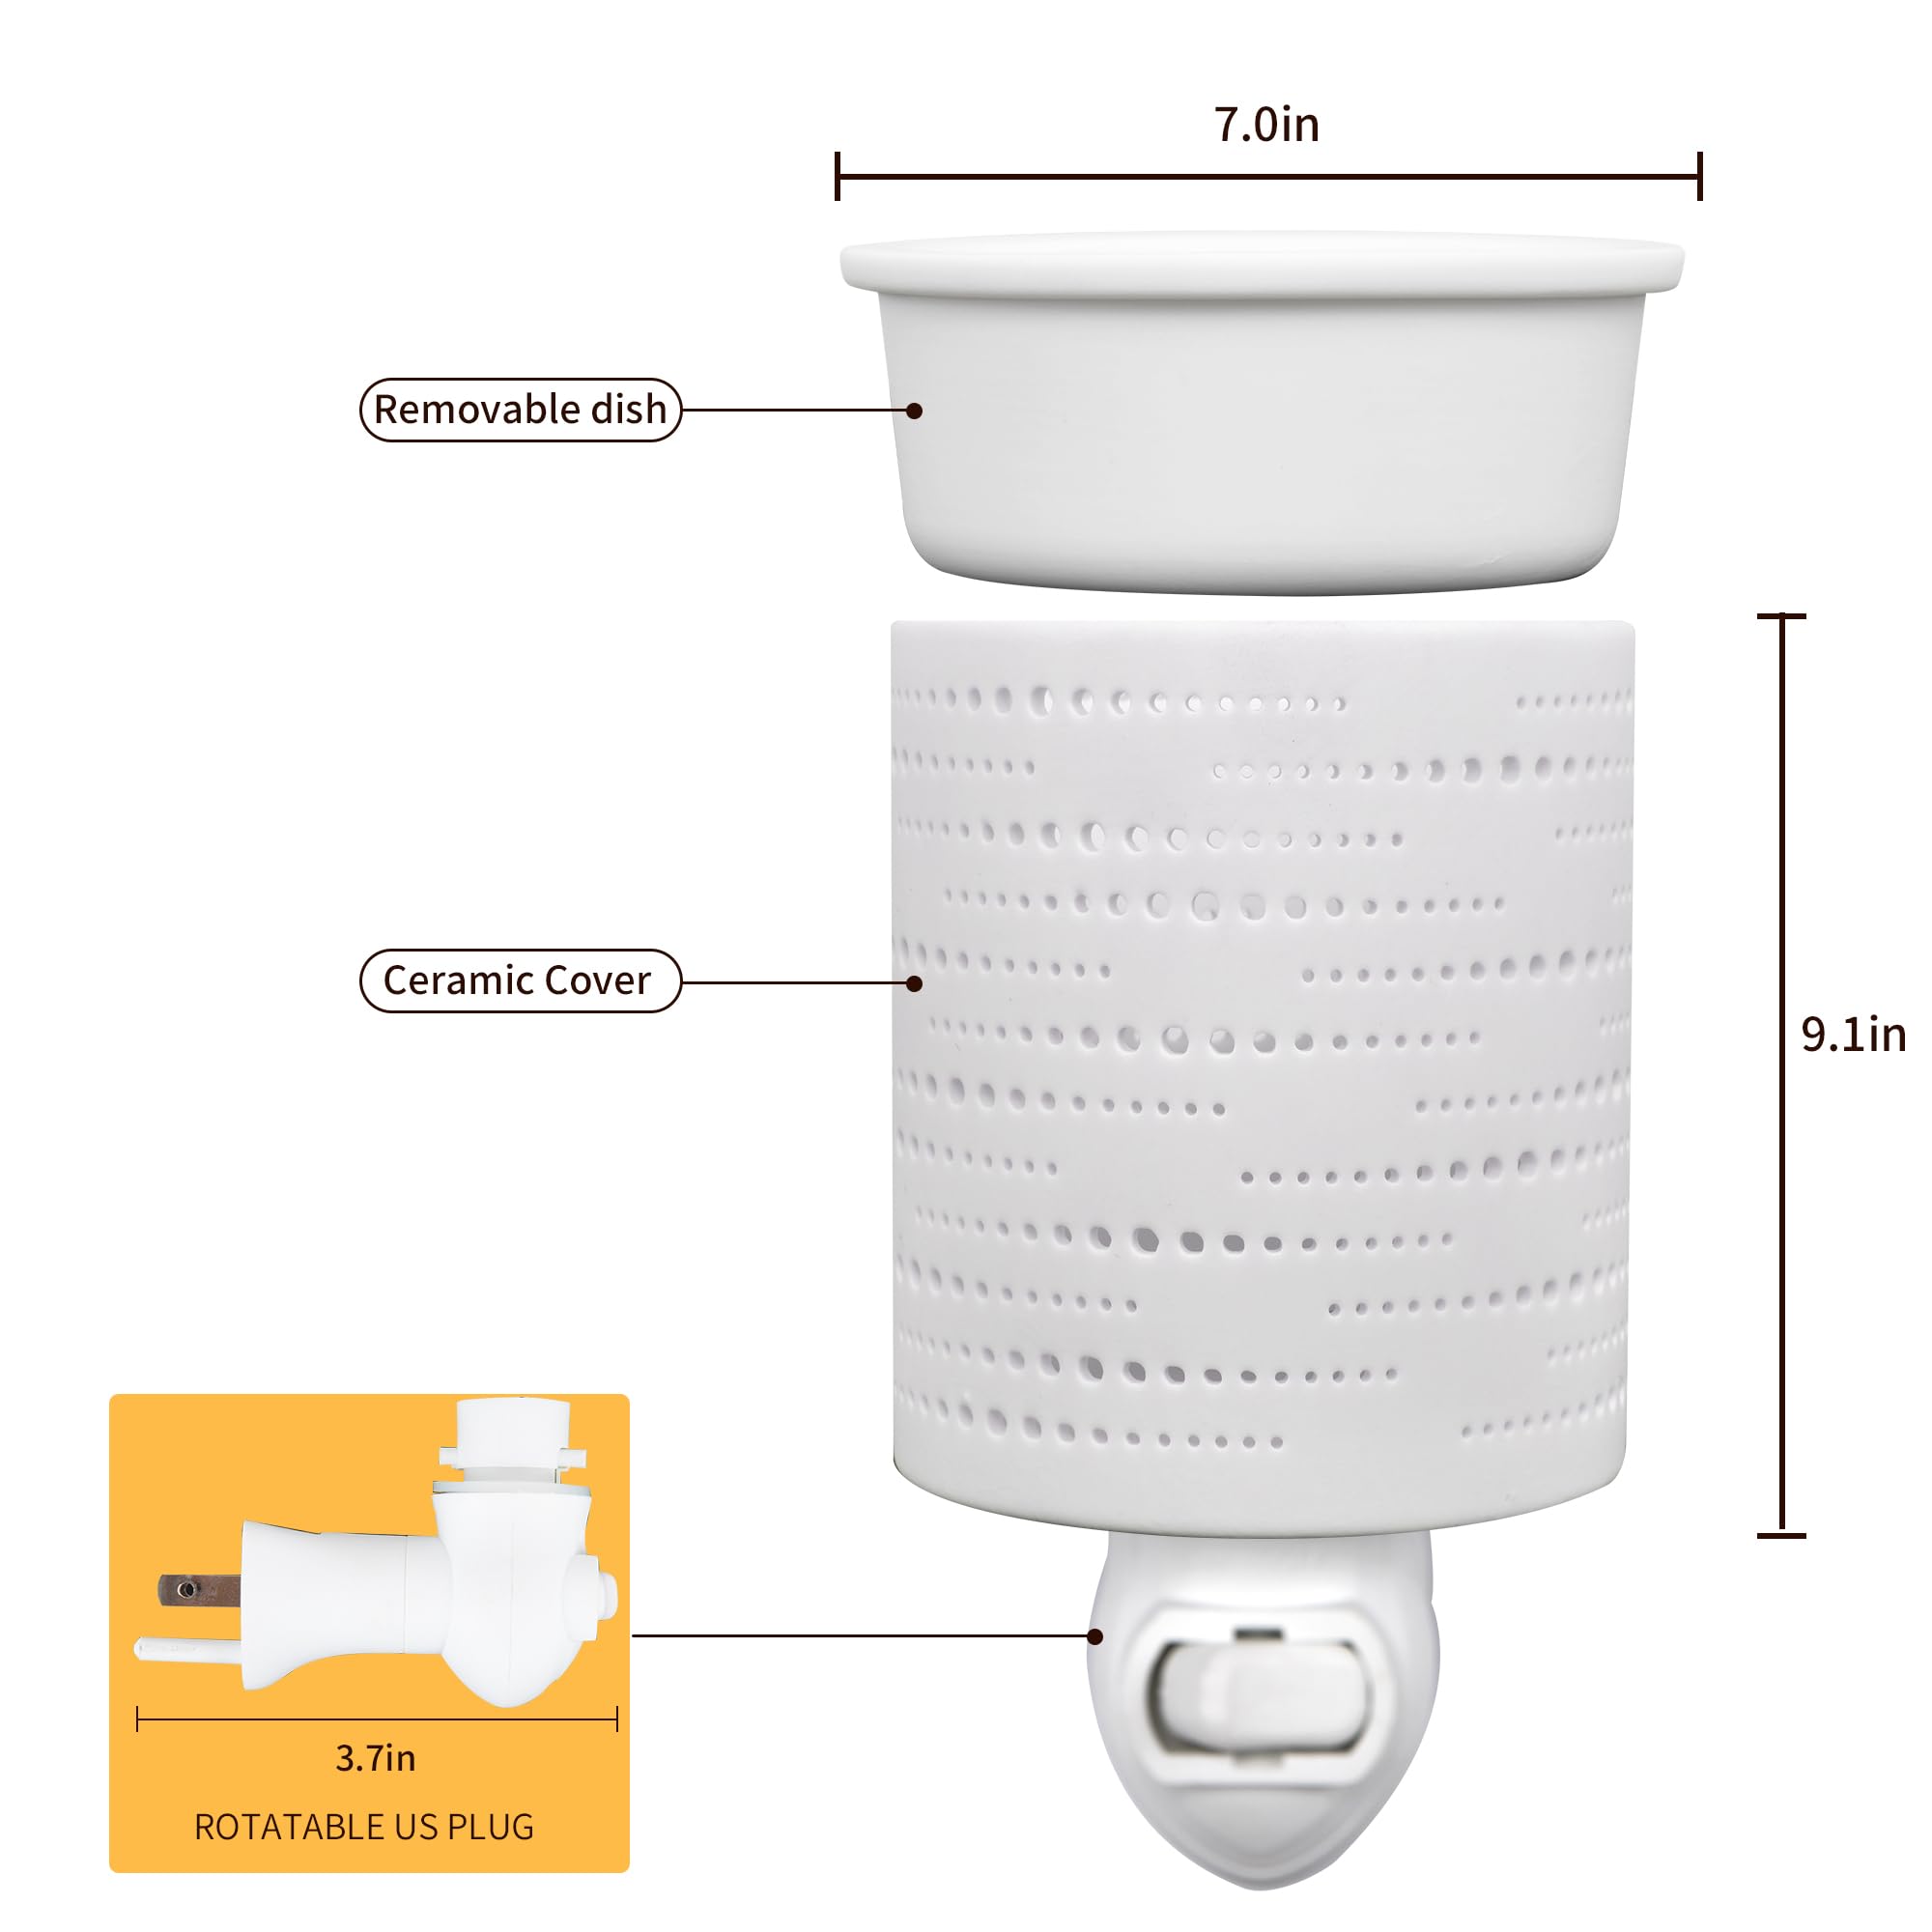 7.0in
Removable dish
Ceramic Cover
9.1in
3.7in
ROTATABLE US PLUG